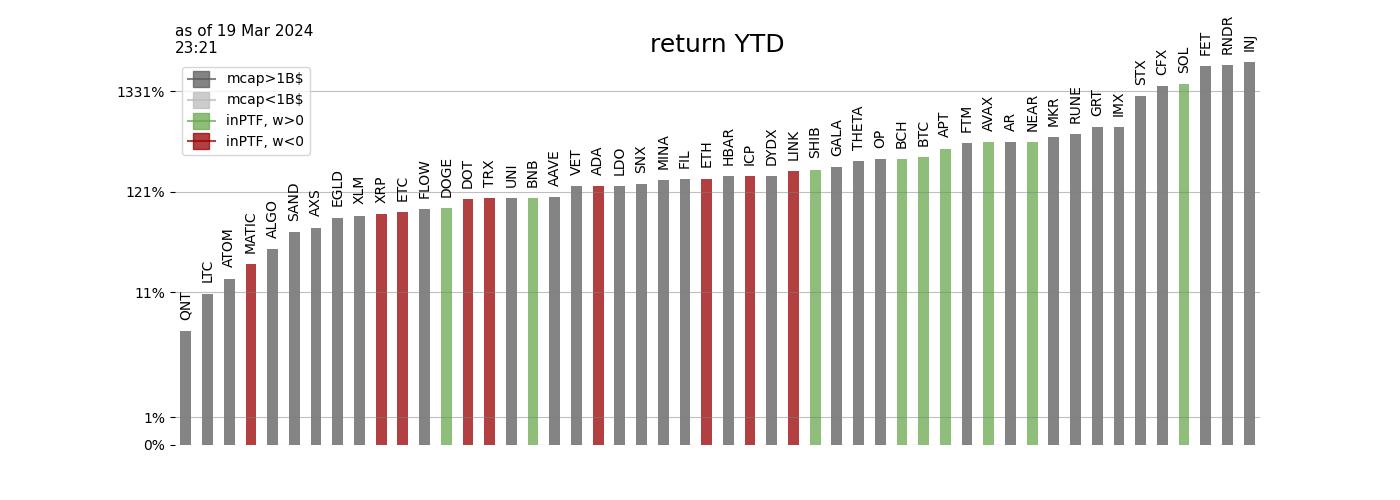 as of 19 Mar 2024
23:21
return YTD
mcap>1B$
mcap<1B$
inPTF, w>0
inPTF, w<0
1331%
121%
11%
1%
0%
QNT
LTC
ATOM
MATIC
ALGO
SAND
AXS
EGLD
XLM
XRP
ETC
FLOW
DOGE
DOT
TRX
UNI
BNB
AAVE
VET
ADA
LDO
SNX
MINA
FIL
ETH
HBAR
ICP
DYDX
LINK
SHIB
GALA
THETA
OP
BCH
BTC
APT
FTM
AVAX
AR
NEAR
MKR
RUNE
GRT
IMX
STX
CFX
SOL
FET
RNDR
INJ